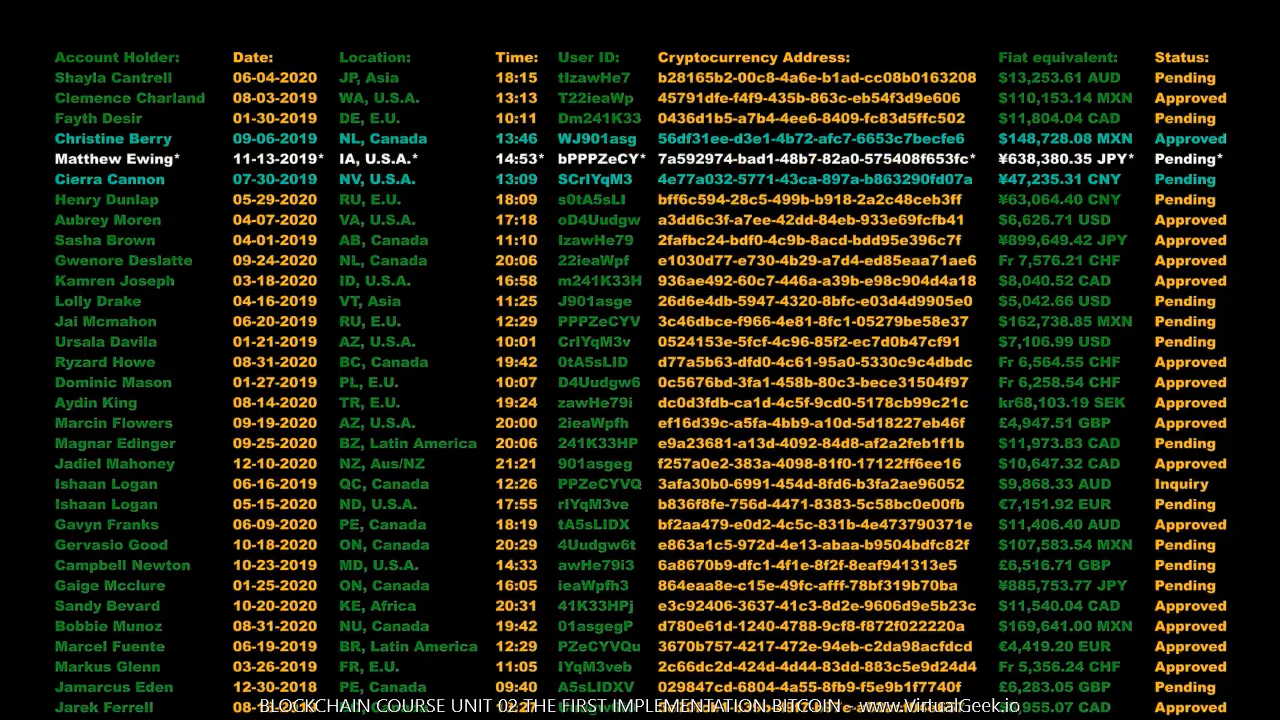 Account Holder: Date: Location: Time: User ID: Cryptocurrency Address: Fiat equivalent: Status:
Shayla Cantrell 06-04-2020 JP, Asia 18:15 tIzawHe7 b28165b2-00c8-4a6e-b1ad-cc08b0163208 $13,253.61 AUD Pending
Clemence Charland 08-03-2019 WA, U.S.A. 13:13 T22ieaWp 45791dfe-f4f9-435b-863c-eb54f3d9e606 $110,153.14 MXN Approved
Fayth Desir 01-30-2019 DE, E.U. 10:11 Dm241K33 0436d1b5-a7b4-4ee6-8409-fc83d5ffc502 $11,804.04 CAD Pending
Christine Berry 09-06-2019 NL, Canada 13:46 WJ901asg 56df31ee-d3e1-4b72-afc7-6653c7becfe6 $148,728.08 MXN Approved
Matthew Ewing* 11-13-2019* IA, U.S.A.* 14:53* bPPPZeCY* 7a592974-bad1-48b7-82a0-575408f653fc* ¥638,380.35 JPY* Pending*
Cierra Cannon 07-30-2019 NV, U.S.A. 13:09 SCrIYqM3 4e77a032-5771-43ca-897a-b863290fd07a ¥47,235.31 CNY Pending
Henry Dunlap 05-29-2020 RU, E.U. 18:09 s0tA5sLI bff6c594-28c5-499b-b918-2a2c48ceb3ff ¥63,064.40 CNY Pending
Aubrey Moren 04-07-2020 VA, U.S.A. 17:18 oD4Uudgw a3dd6c3f-a7ee-42dd-84eb-933e69fcfb41 $6,626.71 USD Approved
Sasha Brown 04-01-2019 AB, Canada 11:10 IzawHe79 2fafbc24-bdf0-4c9b-8acd-bdd95e396c7f ¥899,649.42 JPY Approved
Gwenore Deslatte 09-24-2020 NL, Canada 20:06 22ieaWpf e1030d77-e730-4b29-a7d4-ed85eaa71ae6 Fr 7,576.21 CHF Approved
Kamren Joseph 03-18-2020 ID, U.S.A. 16:58 m241K33H 936ae492-60c7-446a-a39b-e98c904d4a18 $8,040.52 CAD Approved
Lolly Drake 04-16-2019 VT, Asia 11:25 J901asge 26d6e4db-5947-4320-8bfc-e03d4d9905e0 $5,042.66 USD Pending
Jai Mcmahon 06-20-2019 RU, E.U. 12:29 PPPZeCYV 3c46dbce-f966-4e81-8fc1-05279be58e37 $162,738.85 MXN Pending
Ursala Davila 01-21-2019 AZ, U.S.A. 10:01 CrIYqM3v 0524153e-5fcf-4c96-85f2-ec7d0b47cf91 $7,106.99 USD Pending
Ryzard Howe 08-31-2020 BC, Canada 19:42 0tA5sLID d77a5b63-dfd0-4c61-95a0-5330c9c4dbdc Fr 6,564.55 CHF Approved
Dominic Mason 01-27-2019 PL, E.U. 10:07 D4Uudgw6 0c5676bd-3fa1-458b-80c3-bece31504f97 Fr 6,258.54 CHF Approved
Aydin King 08-14-2020 TR, E.U. 19:24 zawHe79i dc0d3fdb-ca1d-4c5f-9cd0-5178cb99c21c kr68,103.19 SEK Approved
Marcin Flowers 09-19-2020 AZ, U.S.A. 20:00 2ieaWpfh ef16d39c-a5fa-4bb9-a10d-5d18227eb46f £4,947.51 GBP Approved
Magnar Edinger 09-25-2020 BZ, Latin America 20:06 241K33HP e9a23681-a13d-4092-84d8-af2a2feb1f1b $11,973.83 CAD Pending
Jadiel Mahoney 12-10-2020 NZ, Aus/NZ 21:21 901asgeg f257a0e2-383a-4098-81f0-17122ff6ee16 $10,647.32 CAD Approved
Ishaan Logan 06-16-2019 QC, Canada 12:26 PPZeCYVQ 3afa30b0-6991-454d-8fd6-b3fa2ae96052 $9,868.33 AUD Inquiry
Ishaan Logan 05-15-2020 ND, U.S.A. 17:55 rIYqM3ve b836f8fe-756d-4471-8383-5c58bc0e00fb €7,151.92 EUR Pending
Gavyn Franks 06-09-2020 PE, Canada 18:19 tA5sLIDX bf2aa479-e0d2-4c5c-831b-4e473790371e $11,406.40 AUD Approved
Gervasio Good 10-18-2020 ON, Canada 20:29 4Uudgw6t e863a1c5-972d-4e13-abaa-b9504bdfc82f $107,583.54 MXN Pending
Campbell Newton 10-23-2019 MD, U.S.A. 14:33 awHe79i3 6a8670b9-dfc1-4f1e-8f2f-8eaf941313e5 £6,516.71 GBP Pending
Gaige Mcclure 01-25-2020 ON, Canada 16:05 ieaWpfh3 864eaa8e-c15e-49fc-afff-78bf319b70ba ¥885,753.77 JPY Pending
Sandy Bevard 10-20-2020 KE, Africa 20:31 41K33HPj e3c92406-3637-41c3-8d2e-9606d9e5b23c $11,540.04 CAD Approved
Bobbie Munoz 08-31-2020 NU, Canada 19:42 01asgegP d780e61d-1240-4788-9cf8-f872f022220a $169,641.00 MXN Approved
Marcel Fuente 06-19-2019 BR, Latin America 12:29 PZeCYVQu 3670b757-4217-472e-94eb-c2da98acfdcd €4,419.20 EUR Approved
Markus Glenn 03-26-2019 FR, E.U. 11:05 IYqM3veb 2c66dc2d-424d-4d44-83dd-883c5e9d24d4 Fr 5,356.24 CHF Approved
Jamarcus Eden 12-30-2018 PE, Canada 09:40 A5sLIDXV 029847cd-6804-4a55-8fb9-f5e9b1f7740f £6,283.05 GBP Pending
Jarek Ferrell Approved
BLOCKCHAIN COURSE UNIT 02 THE FIRST IMPLEMENTATION BITCOIN - www.VirtualGeek.io